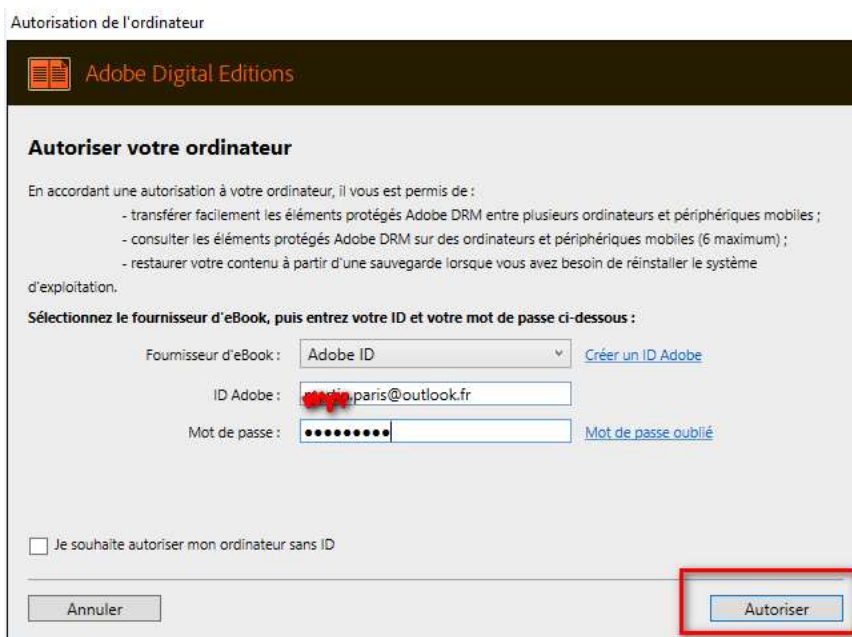 Autorisation de l'ordinateur
Adobe Digital Editions
Autoriser votre ordinateur
En accordant une autorisation à votre ordinateur, il vous est permis de :
- transférer facilement les éléments protégés Adobe DRM entre plusieurs ordinateurs et périphériques mobiles ;
- consulter les éléments protégés Adobe DRM sur des ordinateurs et périphériques mobiles (6 maximum) ;
- restaurer votre contenu à partir d'une sauvegarde lorsque vous avez besoin de réinstaller le système
d'exploitation.
Sélectionnez le fournisseur d'eBook, puis entrez votre ID et votre mot de passe ci-dessous :
Fournisseur d'eBook : Adobe ID Créer un ID Adobe
ID Adobe : .paris@outlook.fr
Mot de passe : ••••••••• Mot de passe oublié
Je souhaite autoriser mon ordinateur sans ID
Annuler Autoriser